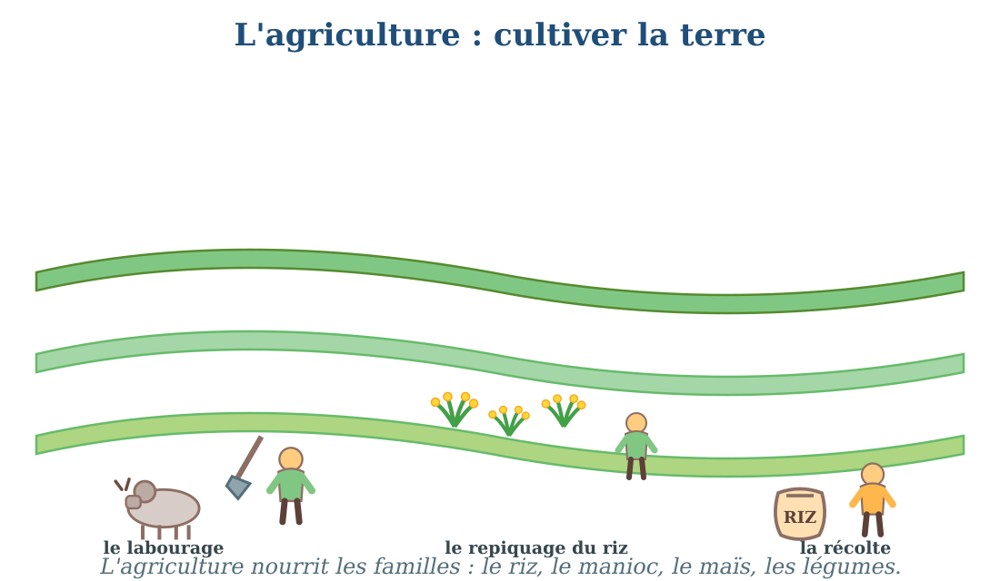 L'agriculture : cultiver la terre
RIZ
le labourage
le repiquage du riz
la récolte
L'agriculture nourrit les familles : le riz, le manioc, le maïs, les légumes.